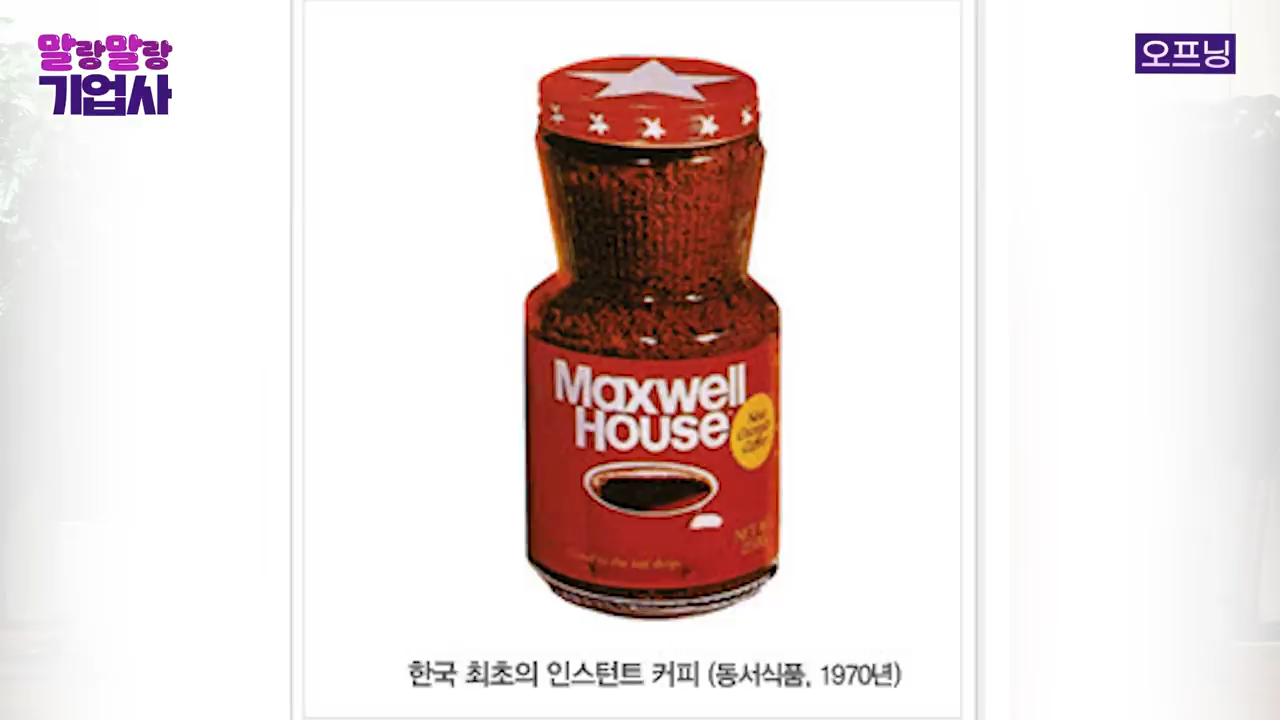 말랑말랑
기업사
오프닝
Maxwell
House
한국 최초의 인스턴트 커피 (동서식품, 1970년)